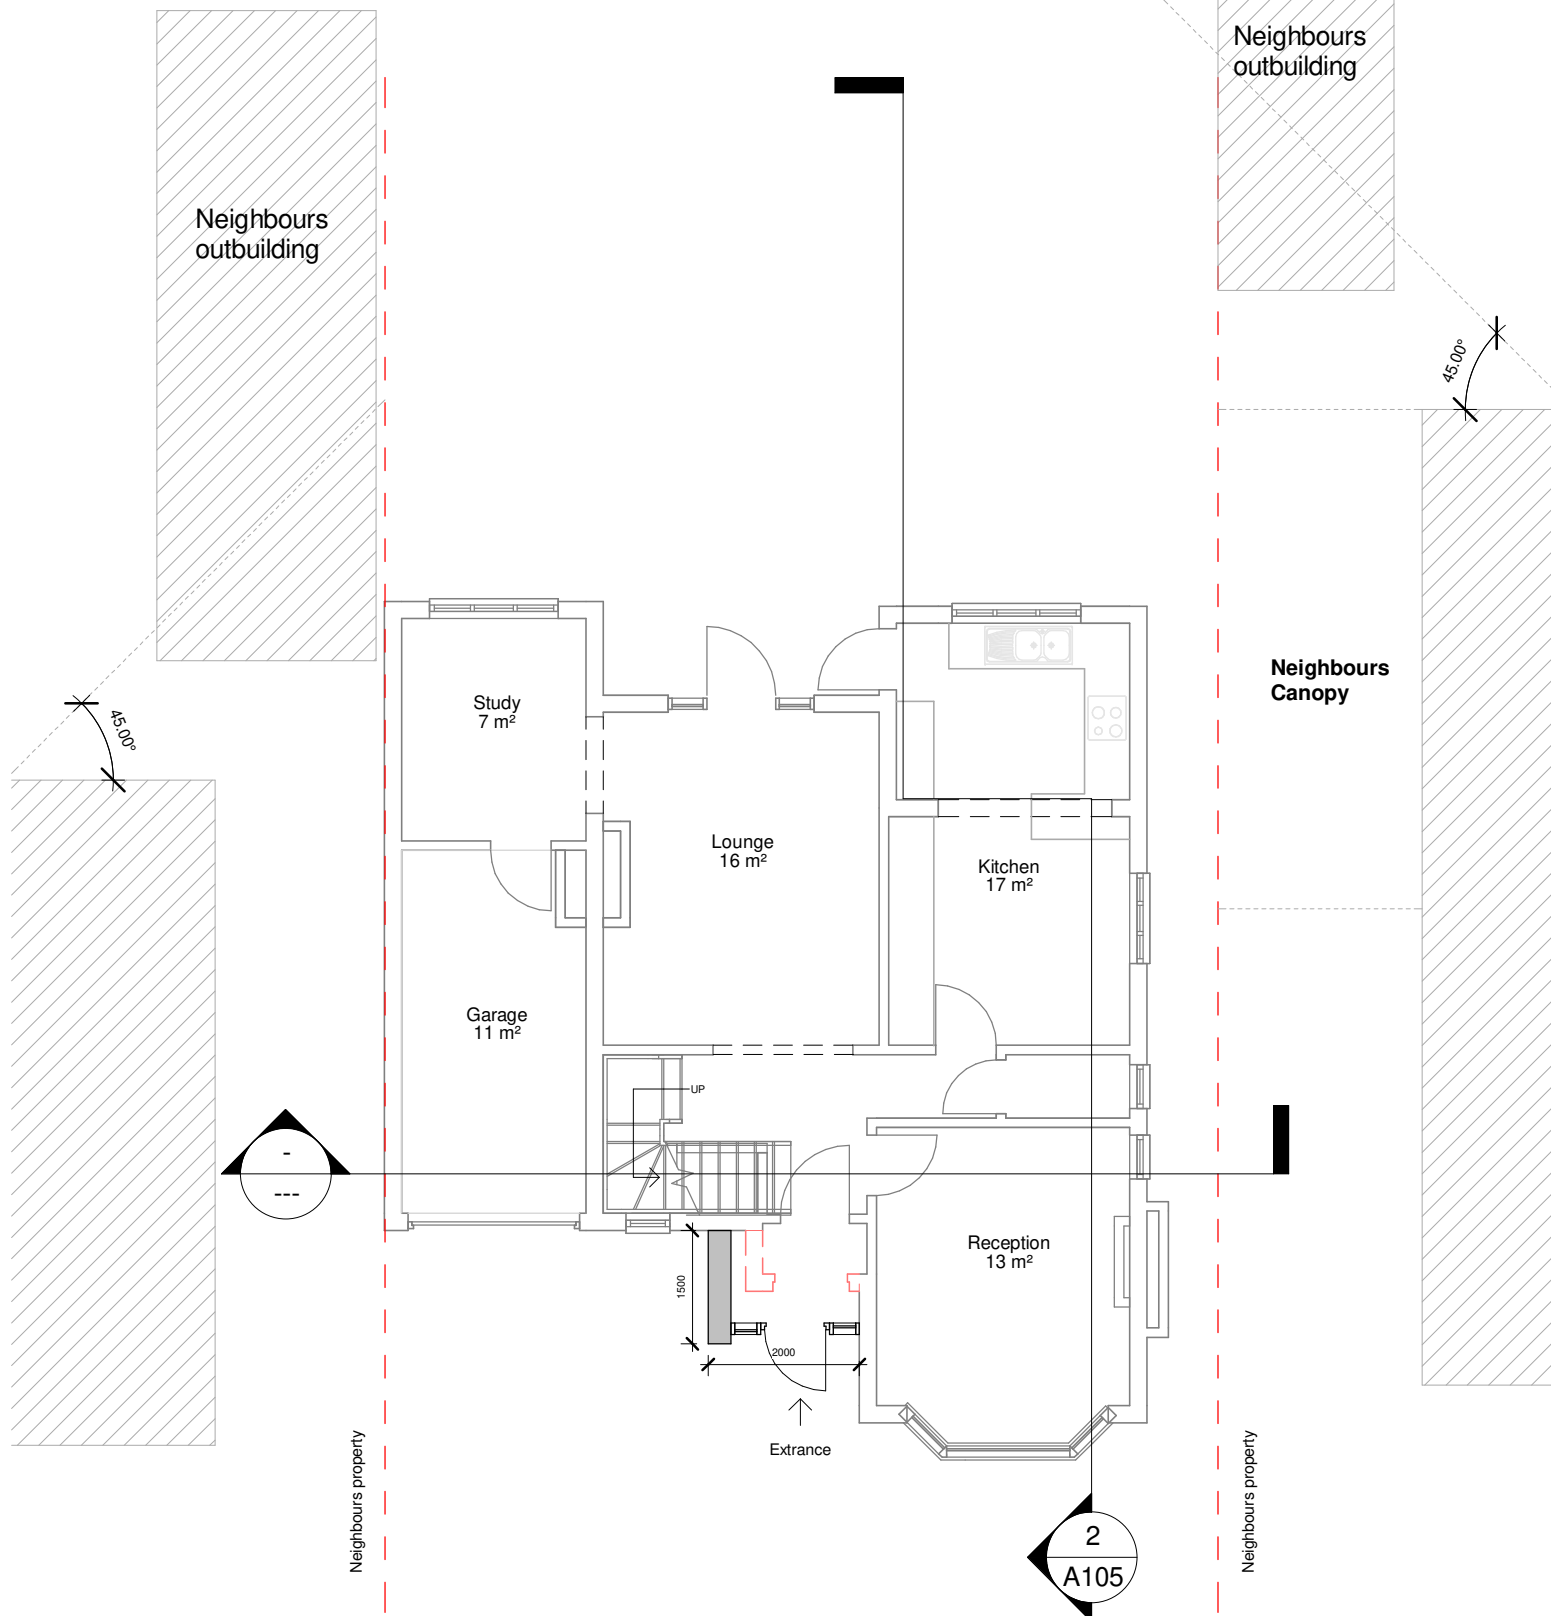 Neighbours
outbuilding
Neighbours
outbuilding
45.00°
Neighbours
Canopy
Study
7 m²
45.00°
Lounge
16 m²
Kitchen
17 m²
Garage
11 m²
UP
-
---
Reception
13 m²
1500
2000
Extrance
Neighbours property
Neighbours property
2
A105